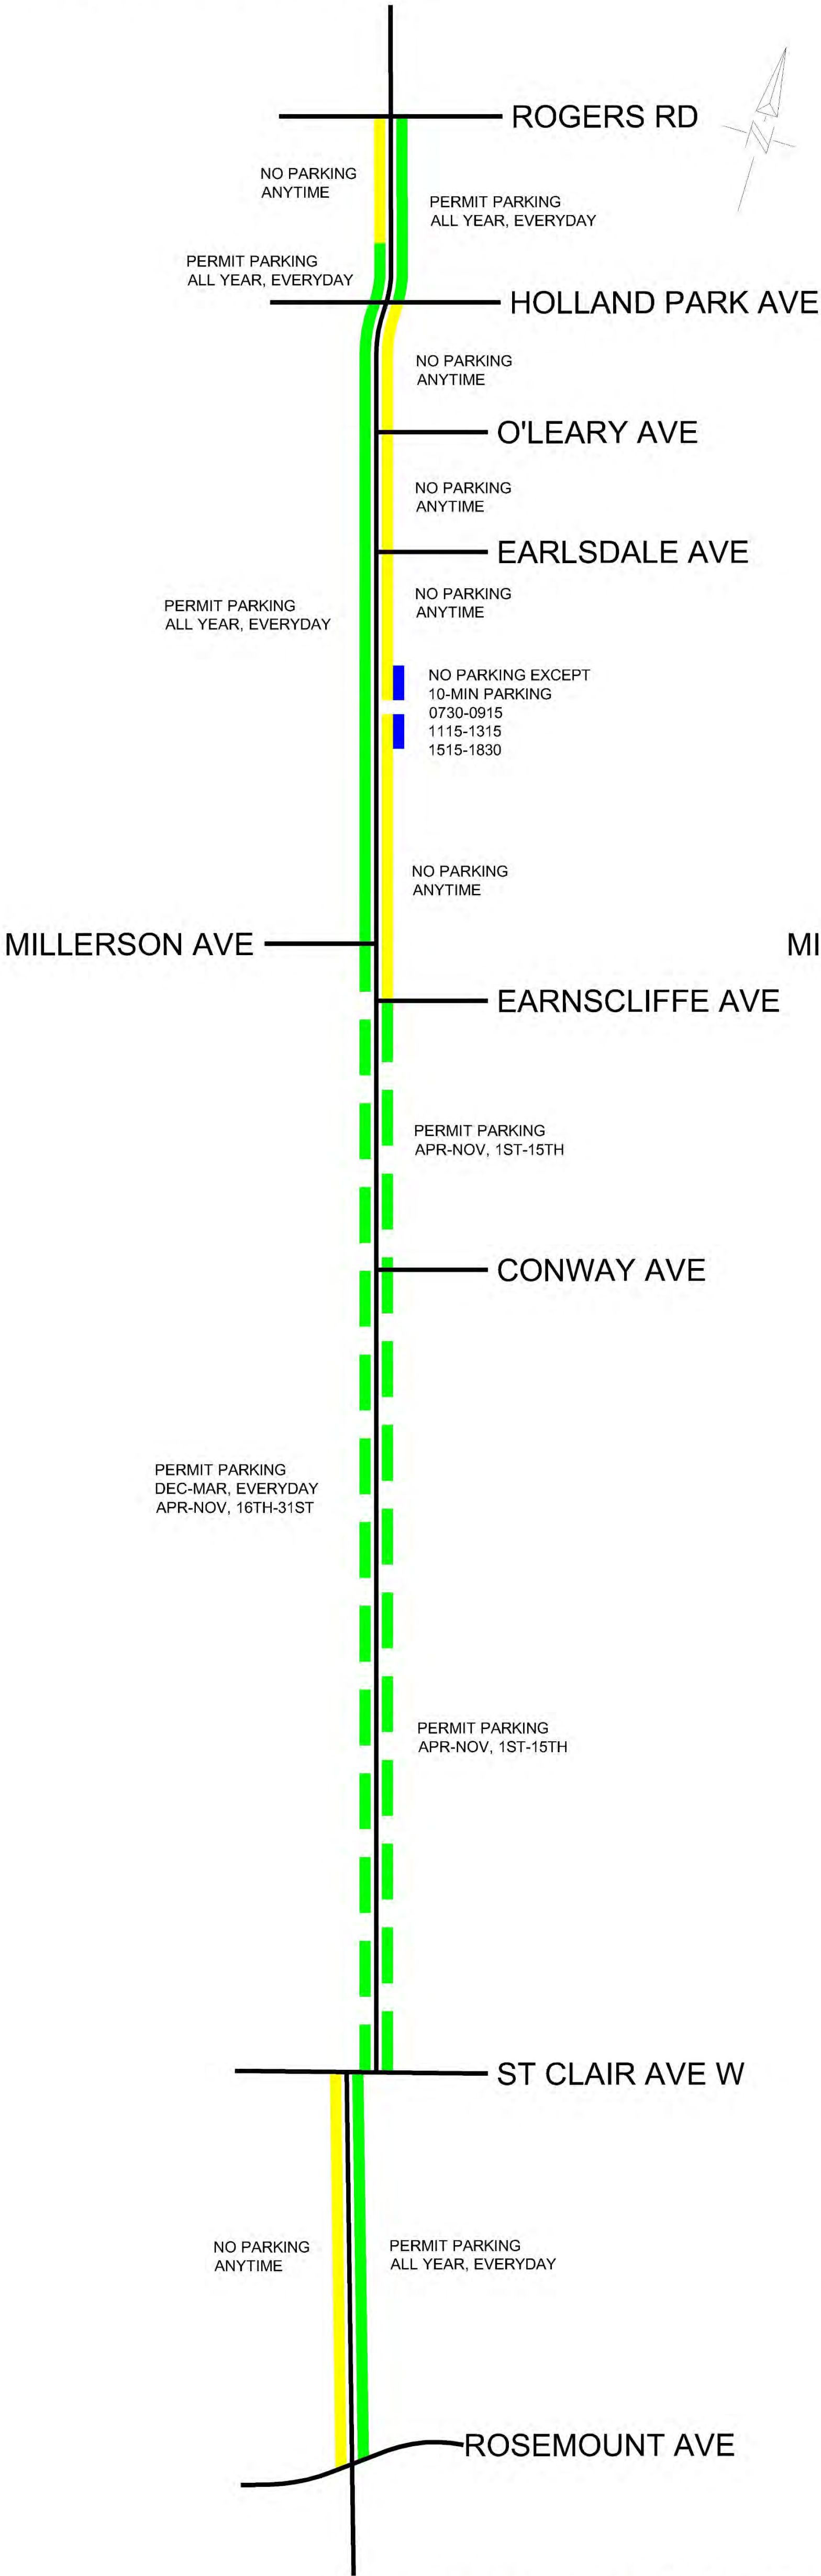 ROGERS RD
N
NO PARKING
ANYTIME
PERMIT PARKING
ALL YEAR, EVERYDAY
PERMIT PARKING
ALL YEAR, EVERYDAY
HOLLAND PARK AVE
NO PARKING
ANYTIME
O'LEARY AVE
NO PARKING
ANYTIME
EARLSDALE AVE
NO PARKING
ANYTIME
PERMIT PARKING
ALL YEAR, EVERYDAY
NO PARKING EXCEPT
10-MIN PARKING
0730-0915
1115-1315
1515-1830
NO PARKING
ANYTIME
MILLERSON AVE
MI
EARNSCLIFFE AVE
PERMIT PARKING
APR-NOV, 1ST-15TH
CONWAY AVE
PERMIT PARKING
DEC-MAR, EVERYDAY
APR-NOV, 16TH-31ST
PERMIT PARKING
APR-NOV, 1ST-15TH
ST CLAIR AVE W
NO PARKING
ANYTIME
PERMIT PARKING
ALL YEAR, EVERYDAY
ROSEMOUNT AVE